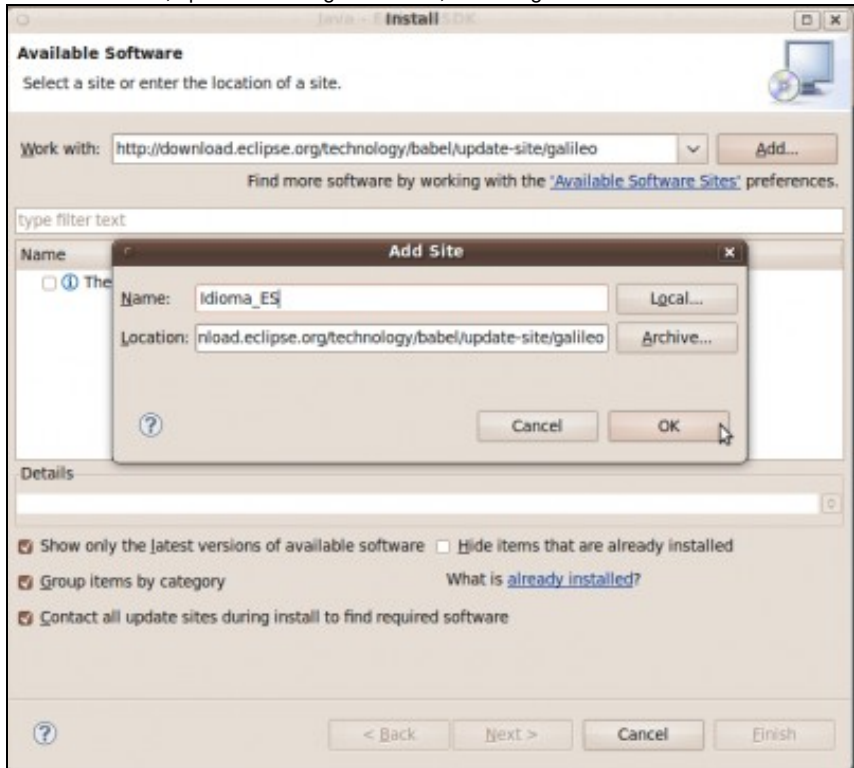 Install
Available Software
Select a site or enter the location of a site.
Work with: http://download.eclipse.org/technology/babel/update-site/galileo Add...
Find more software by working with the 'Available Software Sites' preferences.
type filter text
Name
The
Add Site
Name: Idioma_ES Local...
Location: nload.eclipse.org/technology/babel/update-site/galileo Archive...
Cancel OK
Details
Show only the latest versions of available software Hide items that are already installed
Group items by category What is already installed?
Contact all update sites during install to find required software
< Back Next > Cancel Finish